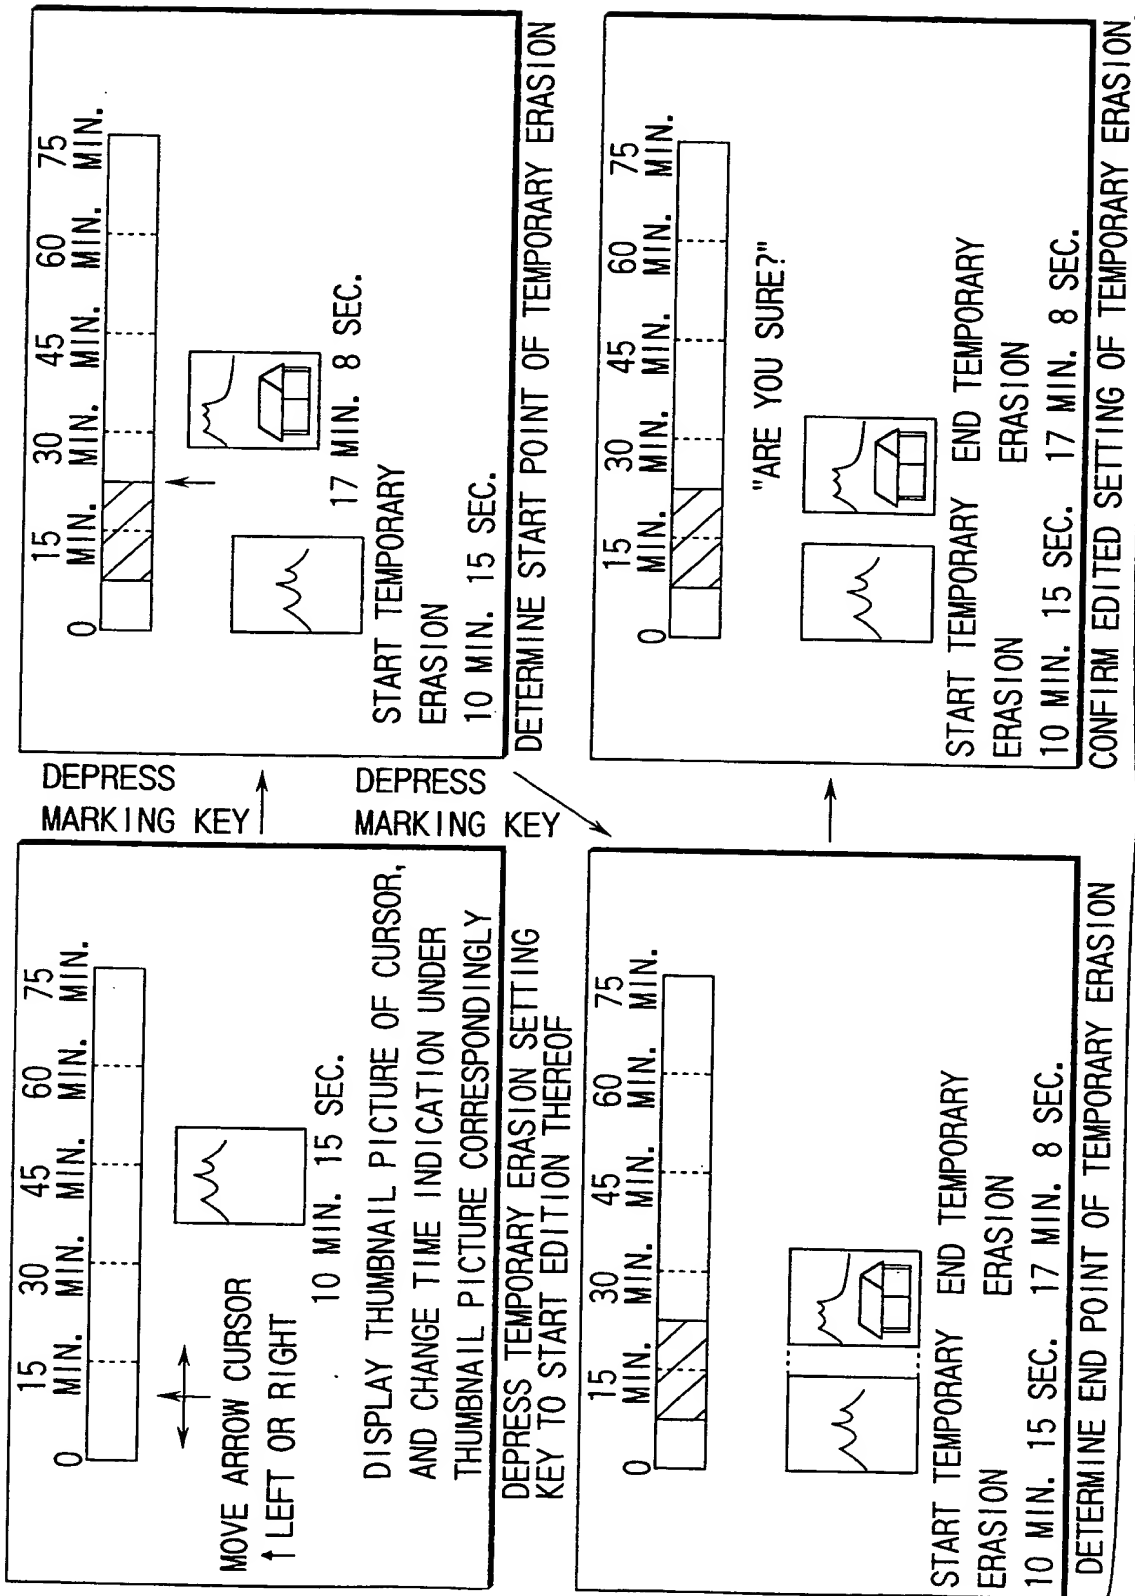 0
15
MIN.
30
MIN.
45
MIN.
60
MIN.
75
MIN.
MOVE ARROW CURSOR
↑ LEFT OR RIGHT
10 MIN. 15 SEC.
DISPLAY THUMBNAIL PICTURE OF CURSOR,
AND CHANGE TIME INDICATION UNDER
THUMBNAIL PICTURE CORRESPONDINGLY
DEPRESS TEMPORARY ERASION SETTING
KEY TO START EDITION THEREOF
DEPRESS
MARKING KEY
0
15
MIN.
30
MIN.
45
MIN.
60
MIN.
75
MIN.
17 MIN. 8 SEC.
START TEMPORARY
ERASION
10 MIN. 15 SEC.
DETERMINE START POINT OF TEMPORARY ERASION
DEPRESS
MARKING KEY
0
15
MIN.
30
MIN.
45
MIN.
60
MIN.
75
MIN.
START TEMPORARY END TEMPORARY
ERASION ERASION
10 MIN. 15 SEC. 17 MIN. 8 SEC.
DETERMINE END POINT OF TEMPORARY ERASION
0
15
MIN.
30
MIN.
45
MIN.
60
MIN.
75
MIN.
"ARE YOU SURE?"
START TEMPORARY END TEMPORARY
ERASION ERASION
10 MIN. 15 SEC. 17 MIN. 8 SEC.
CONFIRM EDITED SETTING OF TEMPORARY ERASION